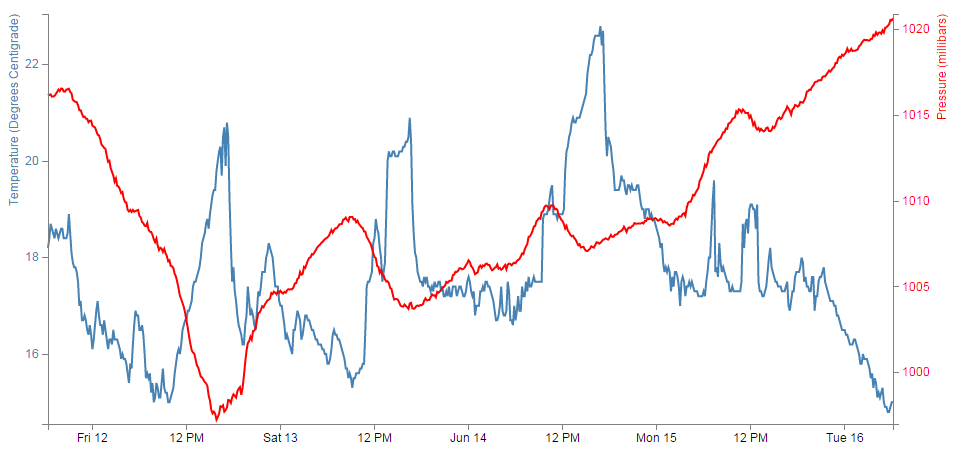 Temperature (Degrees Centigrade)
22
20
18
16
Pressure (millibars)
1020
1015
1010
1005
1000
Fri 12
12 PM
Sat 13
12 PM
Jun 14
12 PM
Mon 15
12 PM
Tue 16